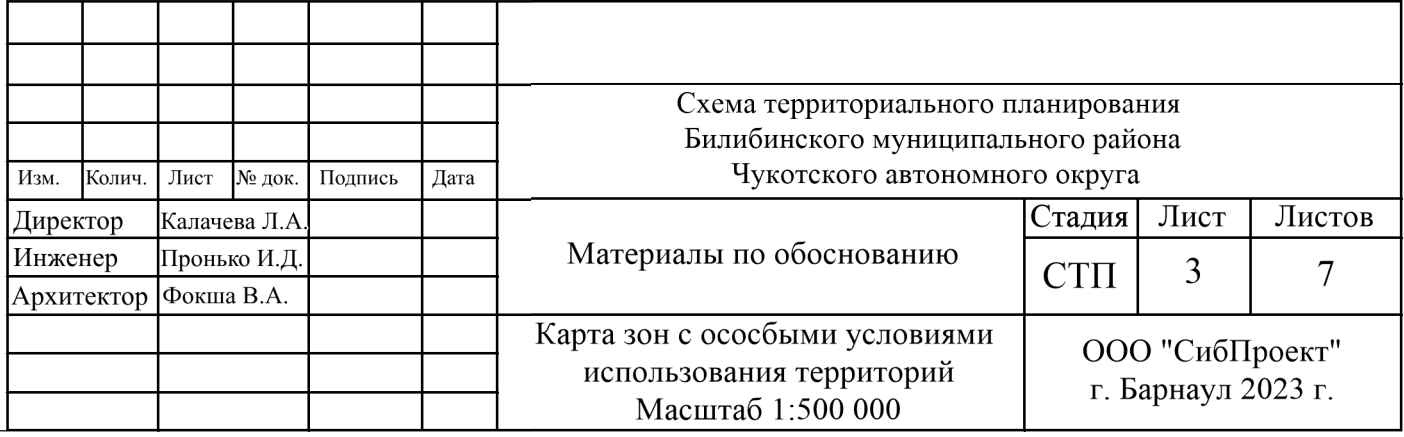 Схема территориального планирования
Билибинского муниципального района
Чукотского автономного округа
Изм. Колич. Лист № док. Подпись Дата
Директор Калачева Л.А.
Инженер Пронько И.Д.
Архитектор Фокша В.А.
Материалы по обоснованию
Стадия Лист Листов
СТП 3 7
Карта зон с ососбыми условиями
использования территорий
Масштаб 1:500 000
ООО "СибПроект"
г. Барнаул 2023 г.